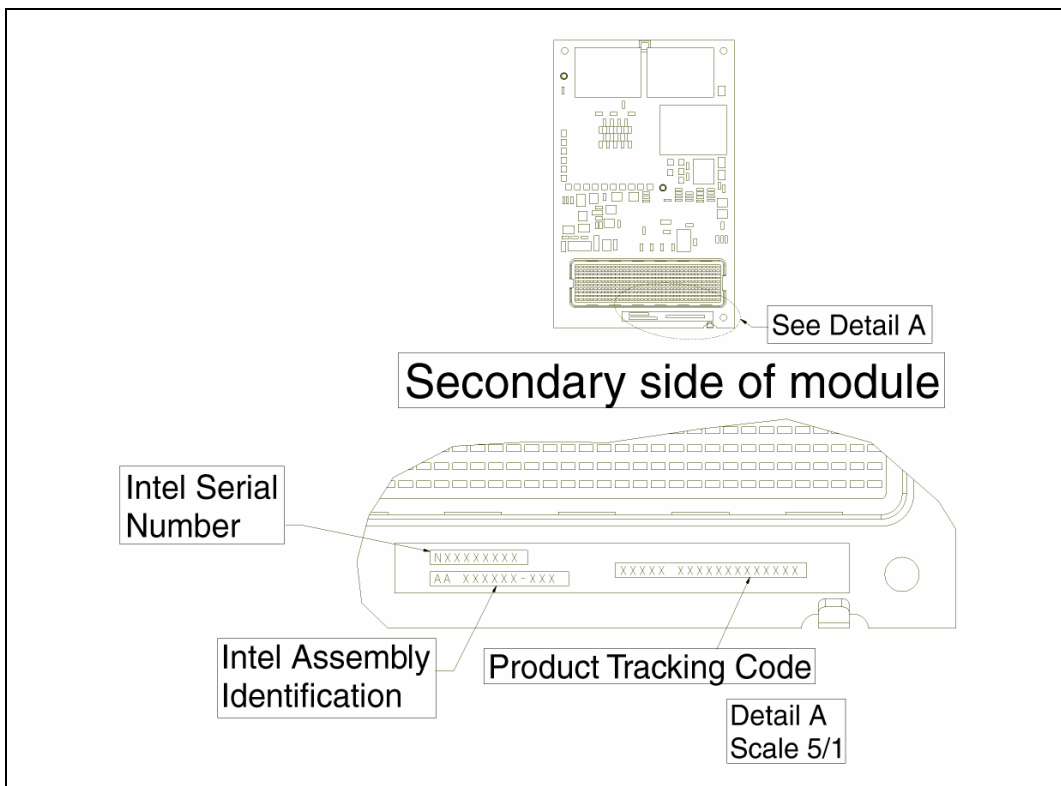 See Detail A
Secondary side of module
Intel Serial
Number
NXXXXXXXX
AA XXXXXX-XXX
XXXXX XXXXXXXXXXXXX
Intel Assembly
Identification
Product Tracking Code
Detail A
Scale 5/1